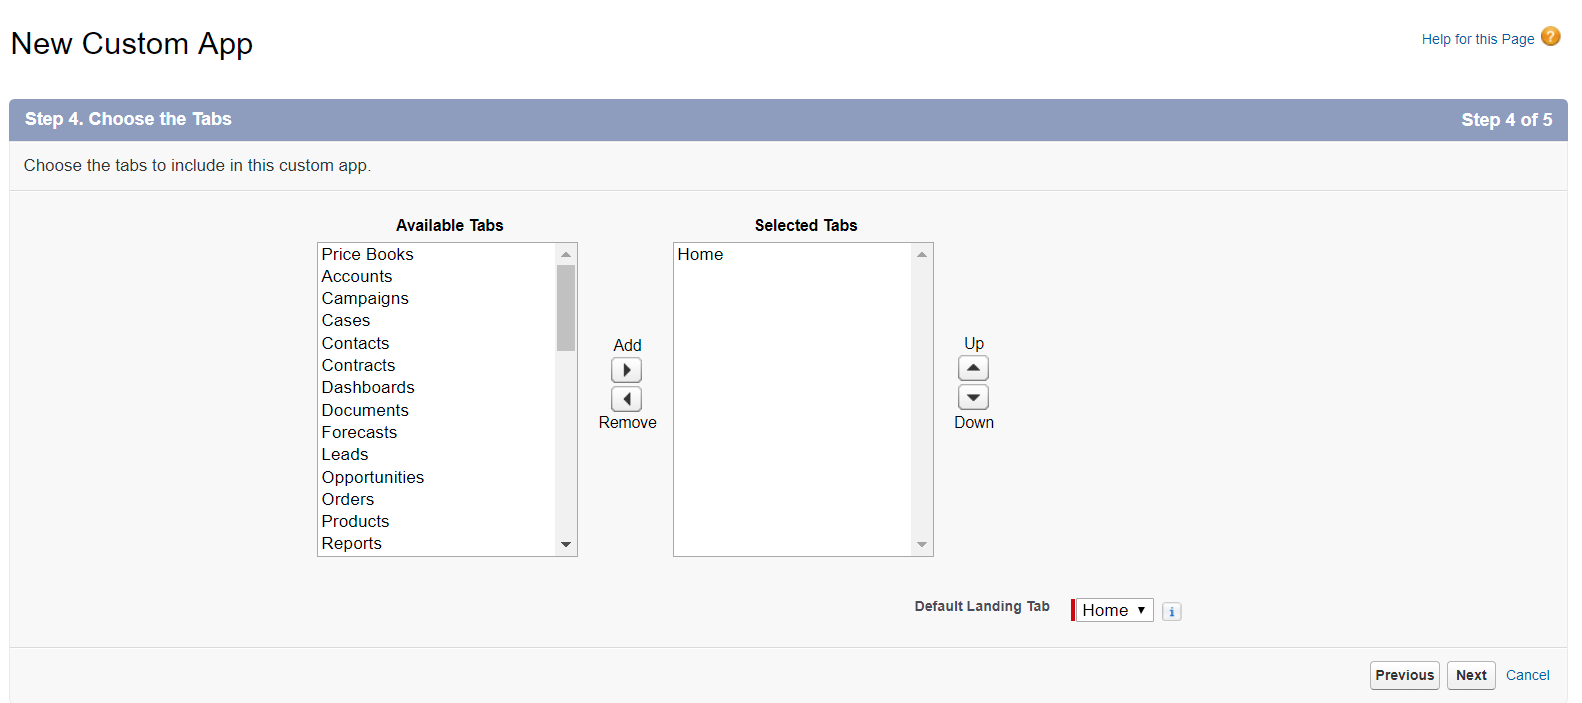 New Custom App
Help for this Page ?
Step 4. Choose the Tabs
Step 4 of 5
Choose the tabs to include in this custom app.
Available Tabs
Price Books
Accounts
Campaigns
Cases
Contacts
Contracts
Dashboards
Documents
Forecasts
Leads
Opportunities
Orders
Products
Reports
Add
Remove
Selected Tabs
Home
Up
Down
Default Landing Tab
Home
i
Previous
Next
Cancel